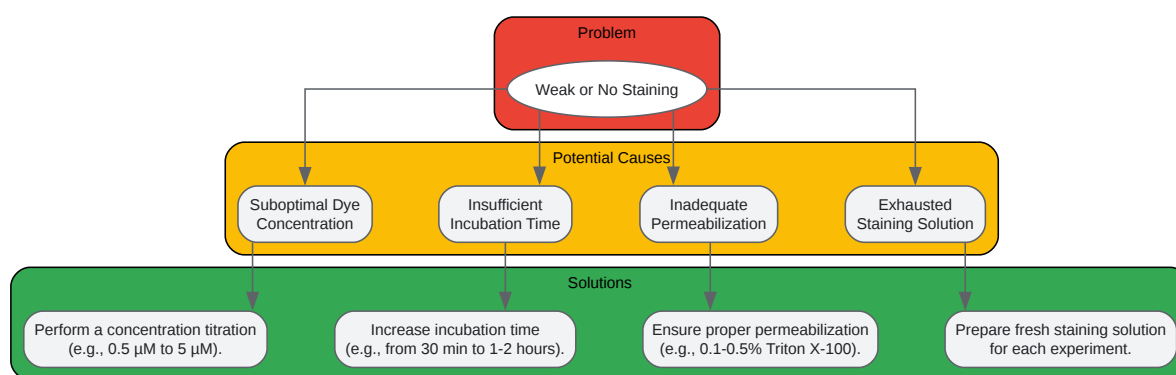 Problem
Weak or No Staining
Potential Causes
Suboptimal Dye
Concentration
Insufficient
Incubation Time
Inadequate
Permeabilization
Exhausted
Staining Solution
Solutions
Perform a concentration titration
(e.g., 0.5 µM to 5 µM).
Increase incubation time
(e.g., from 30 min to 1-2 hours).
Ensure proper permeabilization
(e.g., 0.1-0.5% Triton X-100).
Prepare fresh staining solution
for each experiment.